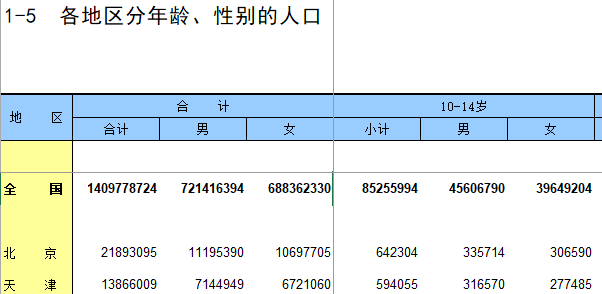 1-5 各地区分年龄、性别的人口
地 区 合 计 10-14岁
合计 男 女 小计 男 女
全 国 1409778724 721416394 688362330 85255994 45606790 39649204
北 京 21893095 11195390 10697705 642304 335714 306590
天 津 13866009 7144949 6721060 594055 316570 277485